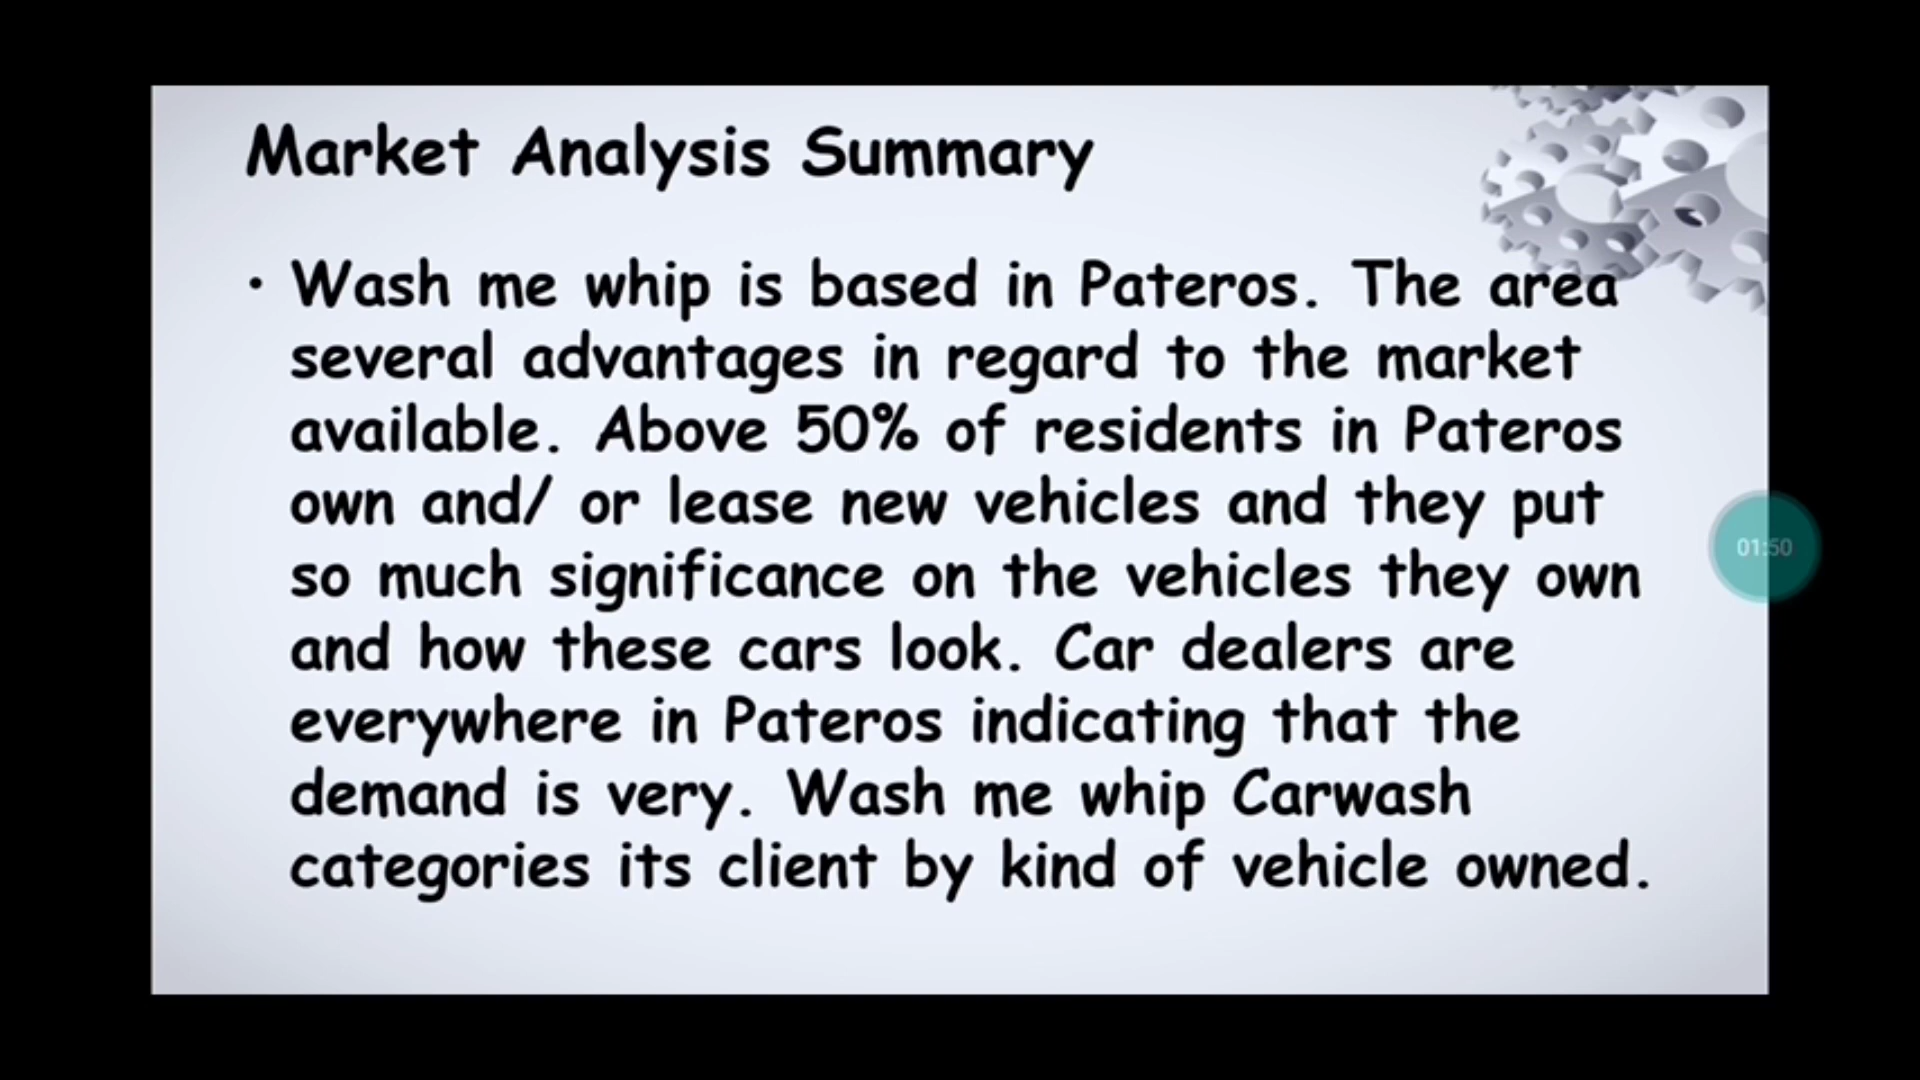 Market Analysis Summary
• Wash me whip is based in Pateros. The area
several advantages in regard to the market
available. Above 50% of residents in Pateros
own and/ or lease new vehicles and they put
so much significance on the vehicles they own
and how these cars look. Car dealers are
everywhere in Pateros indicating that the
demand is very. Wash me whip Carwash
categories its client by kind of vehicle owned.
01:50